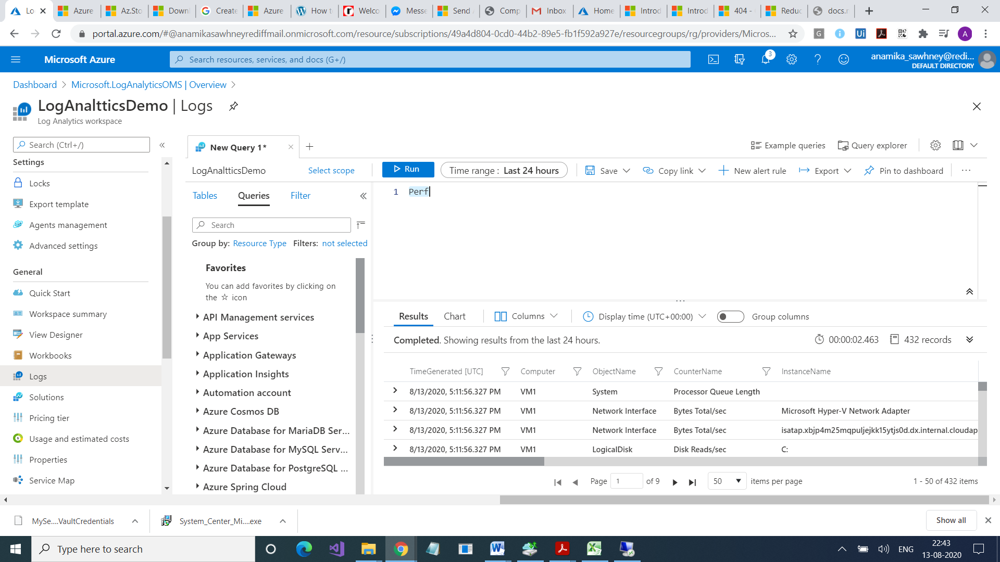 Lo
Azure
Az.Sto
Downl
Create
Azure
How t
Welco
Messe
Send
Comp
Inbox
Home
Introd
Introd
404 -
Reduc
docs.r
portal.azure.com/#@anamikasawhneyrediffmail.onmicrosoft.com/resource/subscriptions/49a4d804-0cd0-44b2-89e5-fb1f592a927e/resourcegroups/rg/providers/Micros...
Microsoft Azure
Search resources, services, and docs (G+/)
3
anamika_sawhney@redi...
DEFAULT DIRECTORY
Dashboard > Microsoft.LogAnalyticsOMS | Overview >
LogAnaltticsDemo | Logs
Log Analytics workspace
Search (Ctrl+/)
Settings
Locks
Export template
Agents management
Advanced settings
General
Quick Start
Workspace summary
View Designer
Workbooks
Logs
Solutions
Pricing tier
Usage and estimated costs
Properties
Service Map
New Query 1*
Example queries
Query explorer
LogAnaltticsDemo
Select scope
Run
Time range : Last 24 hours
Save
Copy link
New alert rule
Export
Pin to dashboard
...
Tables
Queries
Filter
1 Perf
Search
Group by: Resource Type Filters: not selected
Favorites
You can add favorites by clicking on
the ☆ icon
API Management services
App Services
Application Gateways
Application Insights
Automation account
Azure Cosmos DB
Azure Database for MariaDB Ser...
Azure Database for MySQL Serv...
Azure Database for PostgreSQL ...
Azure Spring Cloud
Results
Chart
Columns
Display time (UTC+00:00)
Group columns
Completed. Showing results from the last 24 hours.
00:00:02.463
432 records
TimeGenerated [UTC] Computer ObjectName CounterName InstanceName
8/13/2020, 5:11:56.327 PM VM1 System Processor Queue Length
8/13/2020, 5:11:56.327 PM VM1 Network Interface Bytes Total/sec Microsoft Hyper-V Network Adapter
8/13/2020, 5:11:56.327 PM VM1 Network Interface Bytes Total/sec isatap.xbjp4m25mqpuljejkk15ytjs0d.dx.internal.cloudap
8/13/2020, 5:11:56.327 PM VM1 LogicalDisk Disk Reads/sec C:
Page 1 of 9
50 items per page
1 - 50 of 432 items
MySe....VaultCredentials
System_Center_Mi....exe
Show all
Type here to search
ENG
22:43
13-08-2020